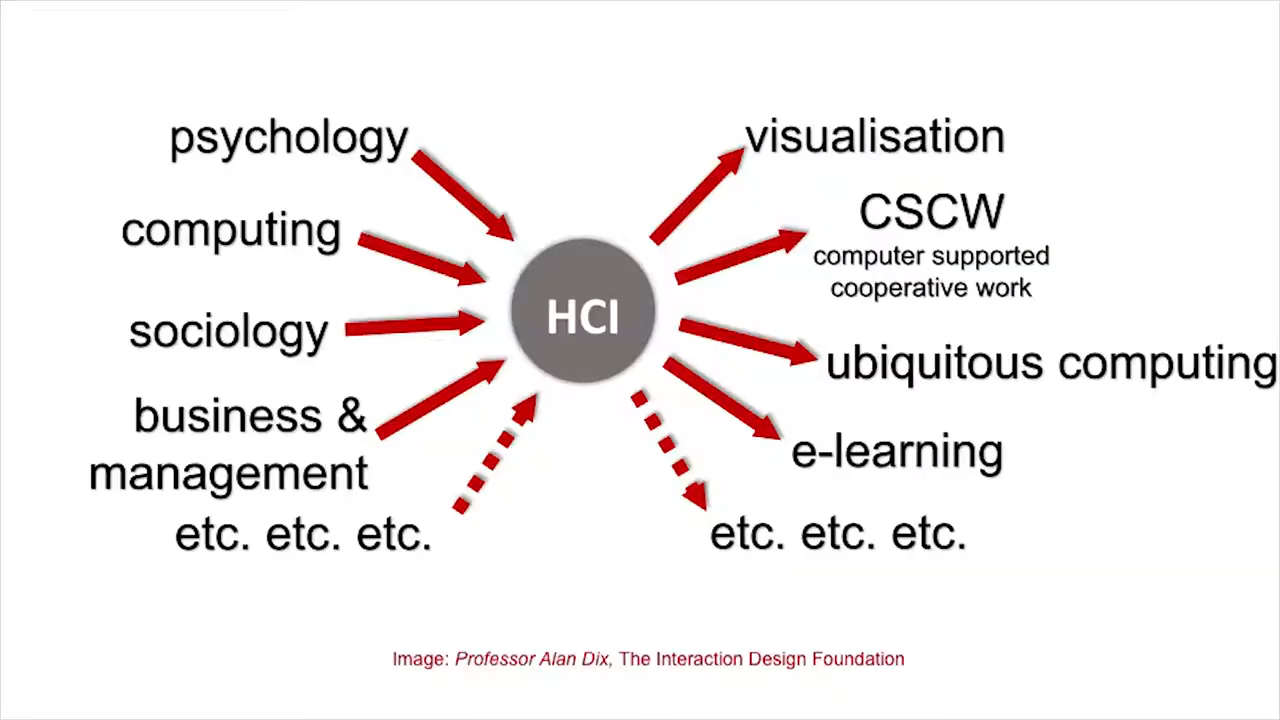 psychology
computing
sociology
business &
management
etc. etc. etc.
HCI
visualisation
CSCW
computer supported
cooperative work
ubiquitous computing
e-learning
etc. etc. etc.
Image: Professor Alan Dix, The Interaction Design Foundation